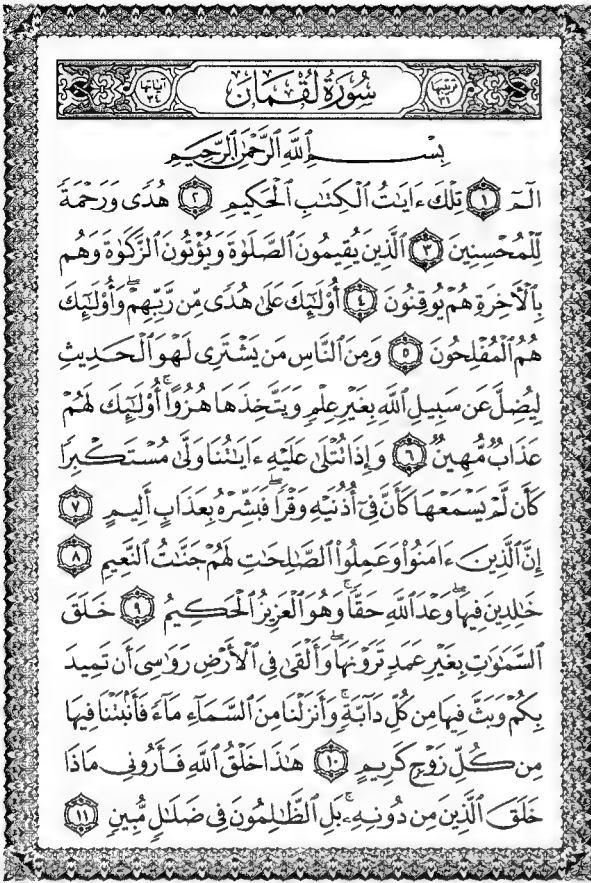 ترتيبها ٣١ سُورَةُ لُقْمَان آياتها ٣٤
بِسْمِ ٱللَّهِ ٱلرَّحْمَٰنِ ٱلرَّحِيمِ
الٓمٓ ١ تِلْكَ ءَايَٰتُ ٱلْكِتَٰبِ ٱلْحَكِيمِ ٢ هُدًى وَرَحْمَةً
لِّلْمُحْسِنِينَ ٣ ٱلَّذِينَ يُقِيمُونَ ٱلصَّلَوٰةَ وَيُؤْتُونَ ٱلزَّكَوٰةَ وَهُم
بِٱلْأَخِرَةِ هُمْ يُوقِنُونَ ٤ أُو۟لَٰٓئِكَ عَلَىٰ هُدًى مِّن رَّبِّهِمْ ۖ وَأُو۟لَٰٓئِكَ
هُمُ ٱلْمُفْلِحُونَ ٥ وَمِنَ ٱلنَّاسِ مَن يَشْتَرِى لَهْوَ ٱلْحَدِيثِ
لِيُضِلَّ عَن سَبِيلِ ٱللَّهِ بِغَيْرِ عِلْمٍ وَيَتَّخِذَهَا هُزُوًا ۚ أُو۟لَٰٓئِكَ لَهُمْ
عَذَابٌ مُّهِينٌ ٦ وَإِذَا تُتْلَىٰ عَلَيْهِ ءَايَٰتُنَا وَلَّىٰ مُسْتَكْبِرًا
كَأَن لَّمْ يَسْمَعْهَا كَأَنَّ فِىٓ أُذُنَيْهِ وَقْرًا ۖ فَبَشِّرْهُ بِعَذَابٍ أَلِيمٍ ٧
إِنَّ ٱلَّذِينَ ءَامَنُوا۟ وَعَمِلُوا۟ ٱلصَّٰلِحَٰتِ لَهُمْ جَنَّٰتُ ٱلنَّعِيمِ ٨
خَٰلِدِينَ فِيهَا ۖ وَعْدَ ٱللَّهِ حَقًّا ۚ وَهُوَ ٱلْعَزِيزُ ٱلْحَكِيمُ ٩ خَلَقَ
ٱلسَّمَٰوَٰتِ بِغَيْرِ عَمَدٍ تَرَوْنَهَا ۖ وَأَلْقَىٰ فِى ٱلْأَرْضِ رَوَٰسِىَ أَن تَمِيدَ
بِكُمْ وَبَثَّ فِيهَا مِن كُلِّ دَآبَّةٍ ۚ وَأَنزَلْنَا مِنَ ٱلسَّمَآءِ مَآءً فَأَنۢبَتْنَا فِيهَا
مِن كُلِّ زَوْجٍ كَرِيمٍ ١٠ هَٰذَا خَلْقُ ٱللَّهِ فَأَرُونِى مَاذَا
خَلَقَ ٱلَّذِينَ مِن دُونِهِۦ ۚ بَلِ ٱلظَّٰلِمُونَ فِى ضَلَٰلٍ مُّبِينٍ ١١